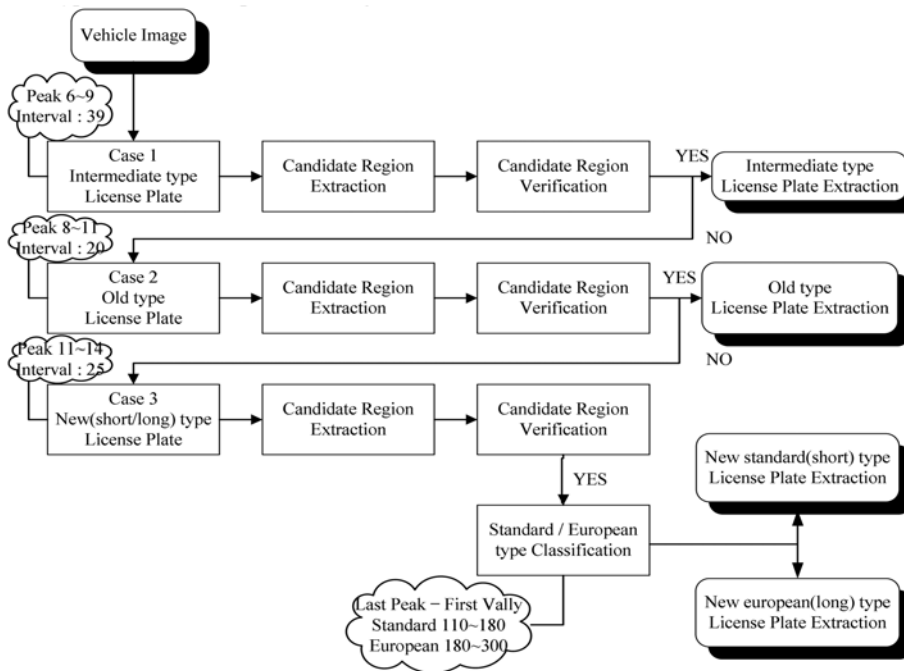 Vehicle Image
Peak 6~9
Interval : 39
Case 1
Intermediate type
License Plate
Candidate Region
Extraction
Candidate Region
Verification
YES
Intermediate type
License Plate Extraction
NO
Peak 8~11
Interval : 20
Case 2
Old type
License Plate
Candidate Region
Extraction
Candidate Region
Verification
YES
Old type
License Plate Extraction
NO
Peak 11~14
Interval : 25
Case 3
New(short/long) type
License Plate
Candidate Region
Extraction
Candidate Region
Verification
YES
Standard / European
type Classification
Last Peak − First Vally
Standard 110~180
European 180~300
New standard(short) type
License Plate Extraction
New european(long) type
License Plate Extraction